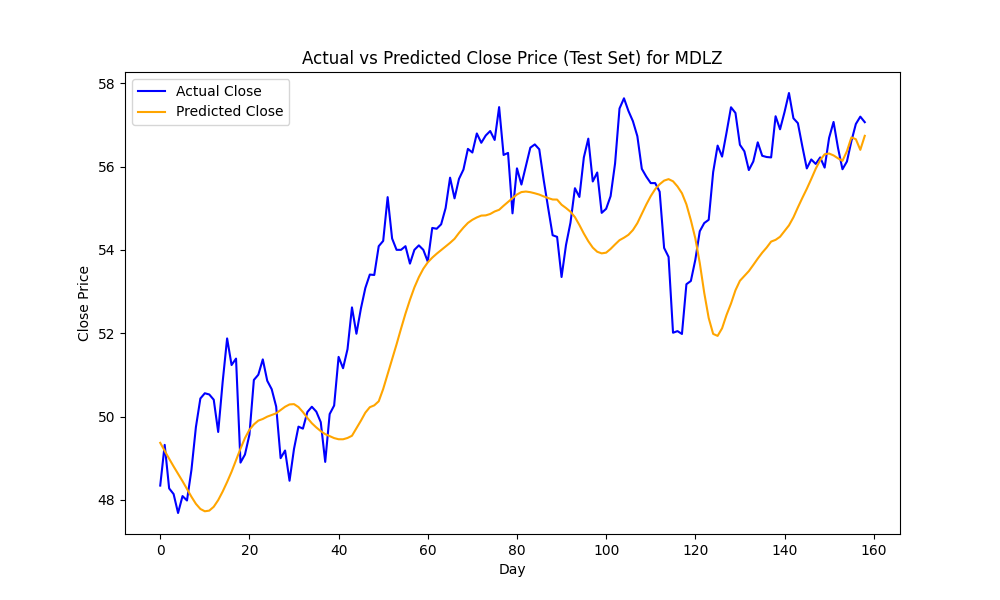 Actual vs Predicted Close Price (Test Set) for MDLZ
Actual Close
Predicted Close
Close Price
58
56
54
52
50
48
0 20 40 60 80 100 120 140 160
Day